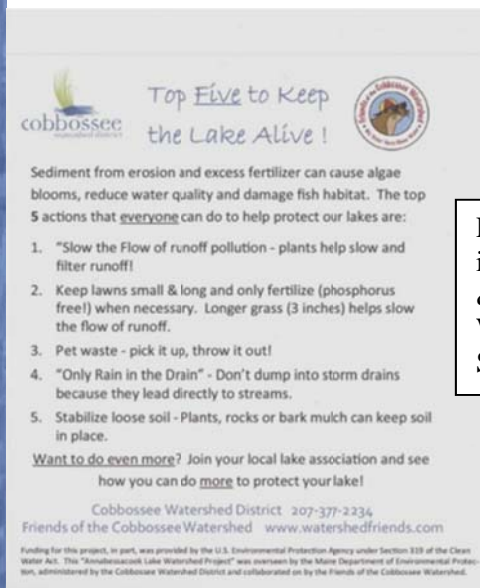 cobbossee
watershed district
Top Five to Keep
the Lake Alive !
Friends of the Cobbossee Watershed
Sediment from erosion and excess fertilizer can cause algae
blooms, reduce water quality and damage fish habitat. The top
5 actions that everyone can do to help protect our lakes are:
1. "Slow the Flow of runoff pollution - plants help slow and
filter runoff!
2. Keep lawns small & long and only fertilize (phosphorus
free!) when necessary. Longer grass (3 inches) helps slow
the flow of runoff.
3. Pet waste - pick it up, throw it out!
4. "Only Rain in the Drain" - Don't dump into storm drains
because they lead directly to streams.
5. Stabilize loose soil - Plants, rocks or bark mulch can keep soil
in place.
Want to do even more? Join your local lake association and see
how you can do more to protect your lake!
Cobbossee Watershed District 207-377-2234
Friends of the Cobbossee Watershed www.watershedfriends.com
Funding for this project, in part, was provided by the U.S. Environmental Protection Agency under Section 319 of the Clean
Water Act. This "Annabessacook Lake Watershed Project" was overseen by the Maine Department of Environmental Protec-
tion, administered by the Cobbossee Watershed District and collaborated on by the Friends of the Cobbossee Watershed.